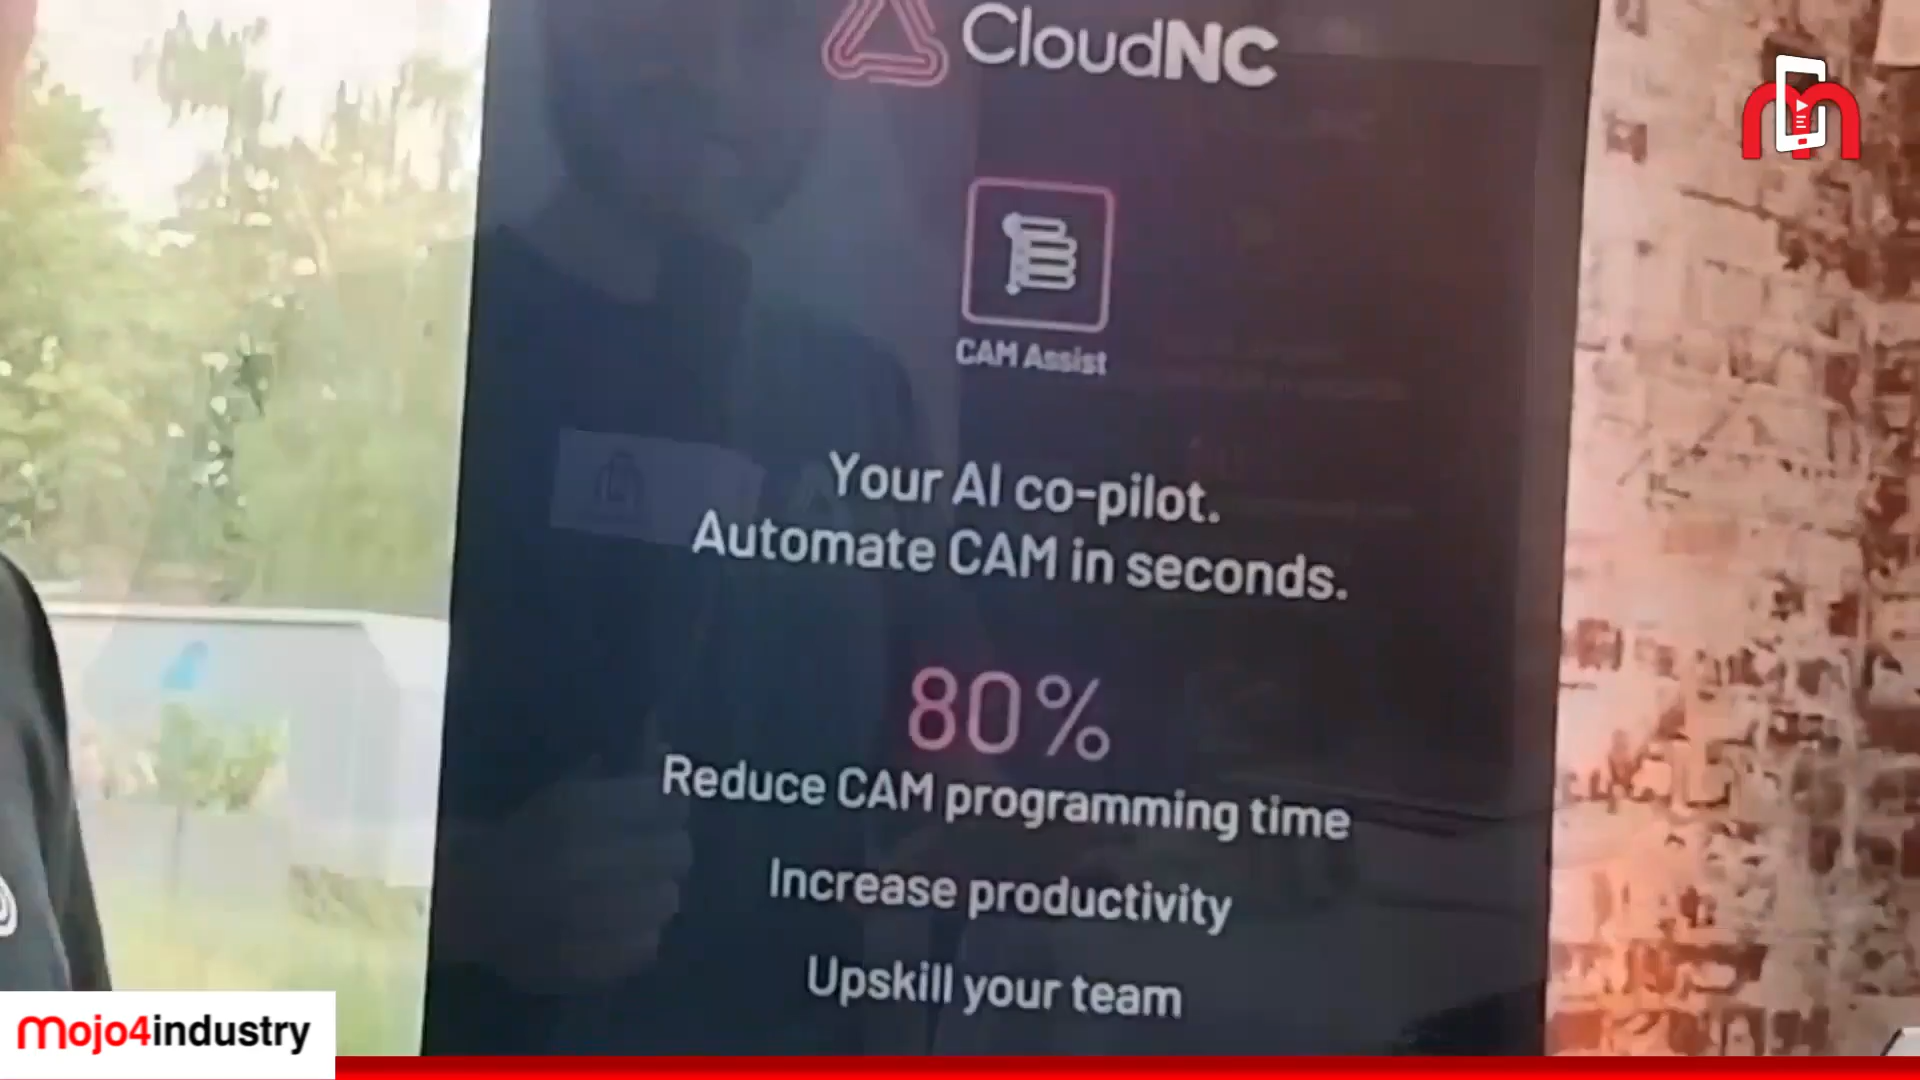 CloudNC
CAM Assist
Your AI co-pilot.
Automate CAM in seconds.
80%
Reduce CAM programming time
Increase productivity
Upskill your team
mojo4industry